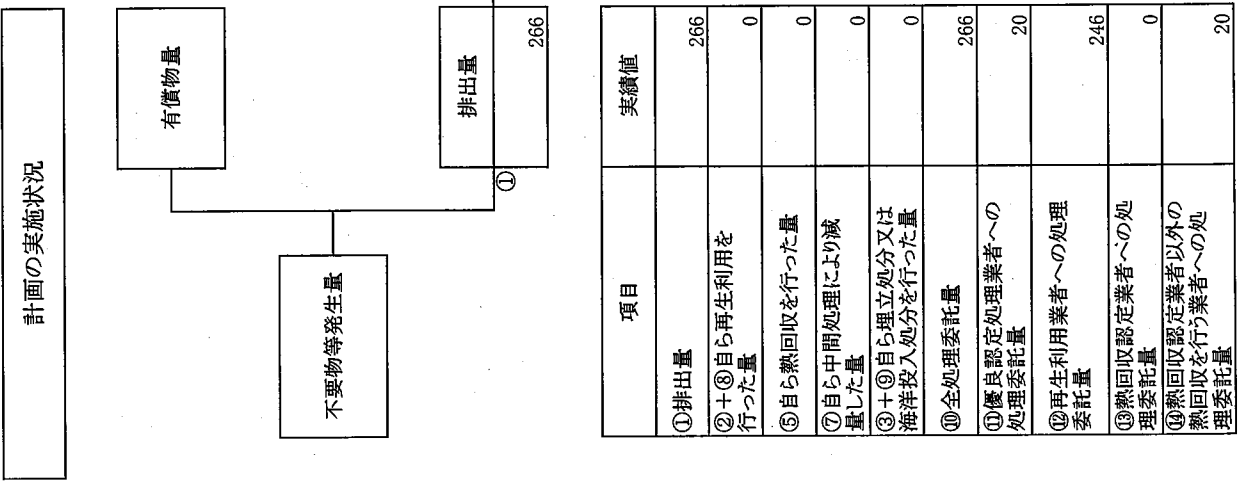 計画の実施状況
有償物量
不要物等発生量
排出量
①
266
項目
実績値
①排出量
266
②+⑧自ら再生利用を
行った量
0
⑤自ら熱回収を行った量
0
⑦自ら中間処理により減
量した量
0
③+⑨自ら埋立処分又は
海洋投入処分を行った量
0
⑩全処理委託量
266
⑪優良認定処理業者への
処理委託量
20
⑫再生利用業者への処理
委託量
246
⑬熱回収認定業者への処
理委託量
0
⑭熱回収認定業者以外の
熱回収を行う業者への処
理委託量
20